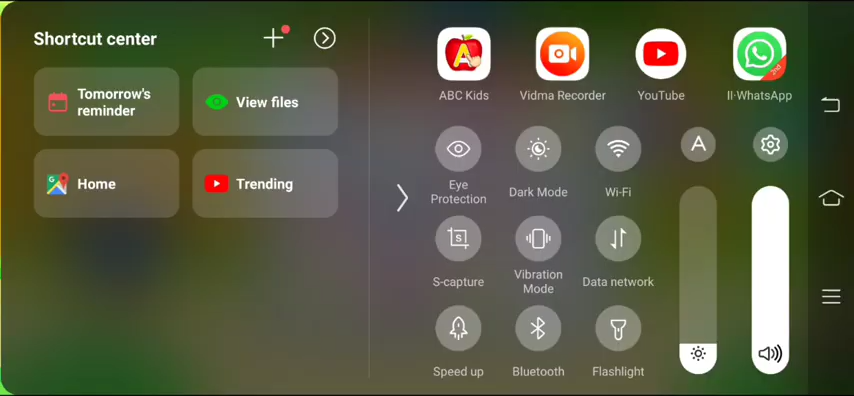 Shortcut center
Tomorrow's
reminder
View files
Home
Trending
ABC Kids
Vidma Recorder
YouTube
II·WhatsApp
2nd
A
A
Eye
Protection
Dark Mode
Wi-Fi
S
S-capture
Vibration
Mode
Data network
Speed up
Bluetooth
Flashlight